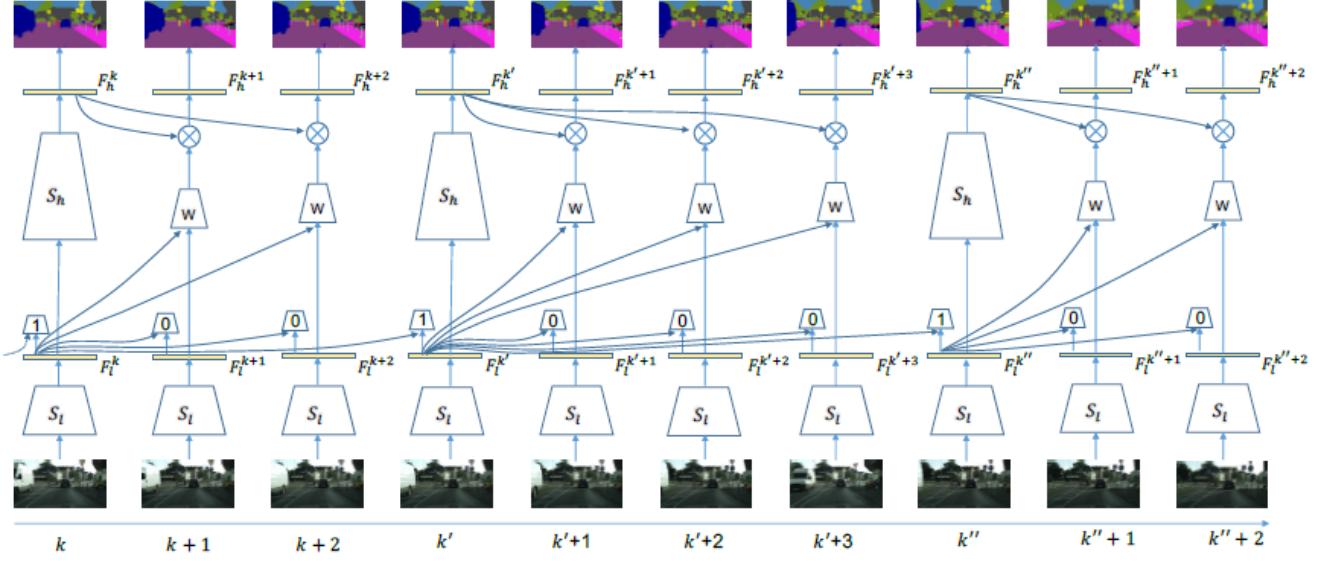 F_h^k F_h^{k+1} F_h^{k+2} F_h^{k'} F_h^{k'+1} F_h^{k'+2} F_h^{k'+3} F_h^{k''} F_h^{k''+1} F_h^{k''+2}
S_h W W S_h W W W S_h W W
1 0 0 1 0 0 0 1 0 0
F_l^k F_l^{k+1} F_l^{k+2} F_l^{k'} F_l^{k'+1} F_l^{k'+2} F_l^{k'+3} F_l^{k''} F_l^{k''+1} F_l^{k''+2}
S_l S_l S_l S_l S_l S_l S_l S_l S_l S_l
k k + 1 k + 2 k' k'+1 k'+2 k'+3 k'' k'' + 1 k'' + 2